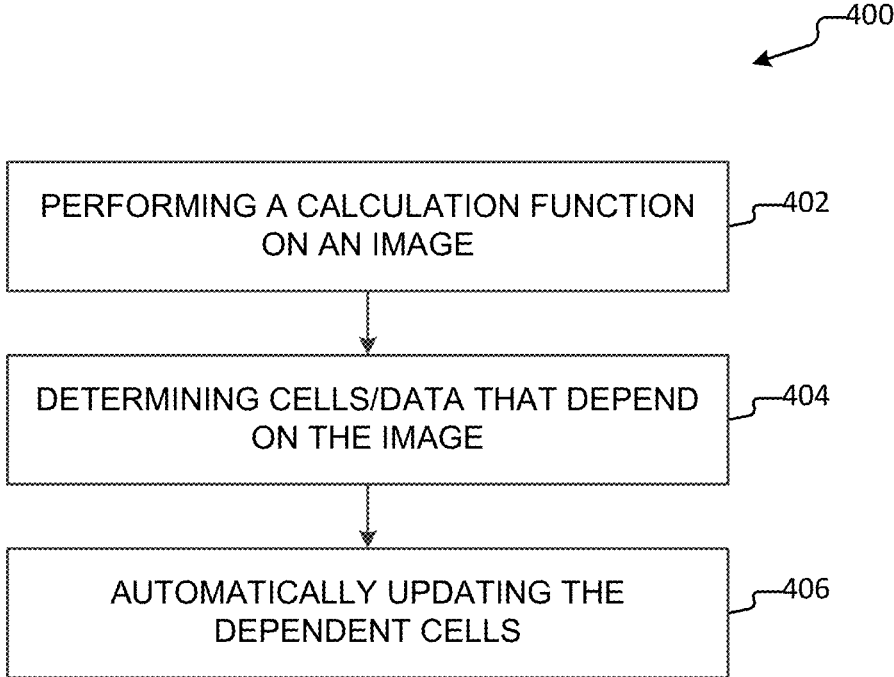 400
PERFORMING A CALCULATION FUNCTION
ON AN IMAGE
402
DETERMINING CELLS/DATA THAT DEPEND
ON THE IMAGE
404
AUTOMATICALLY UPDATING THE
DEPENDENT CELLS
406